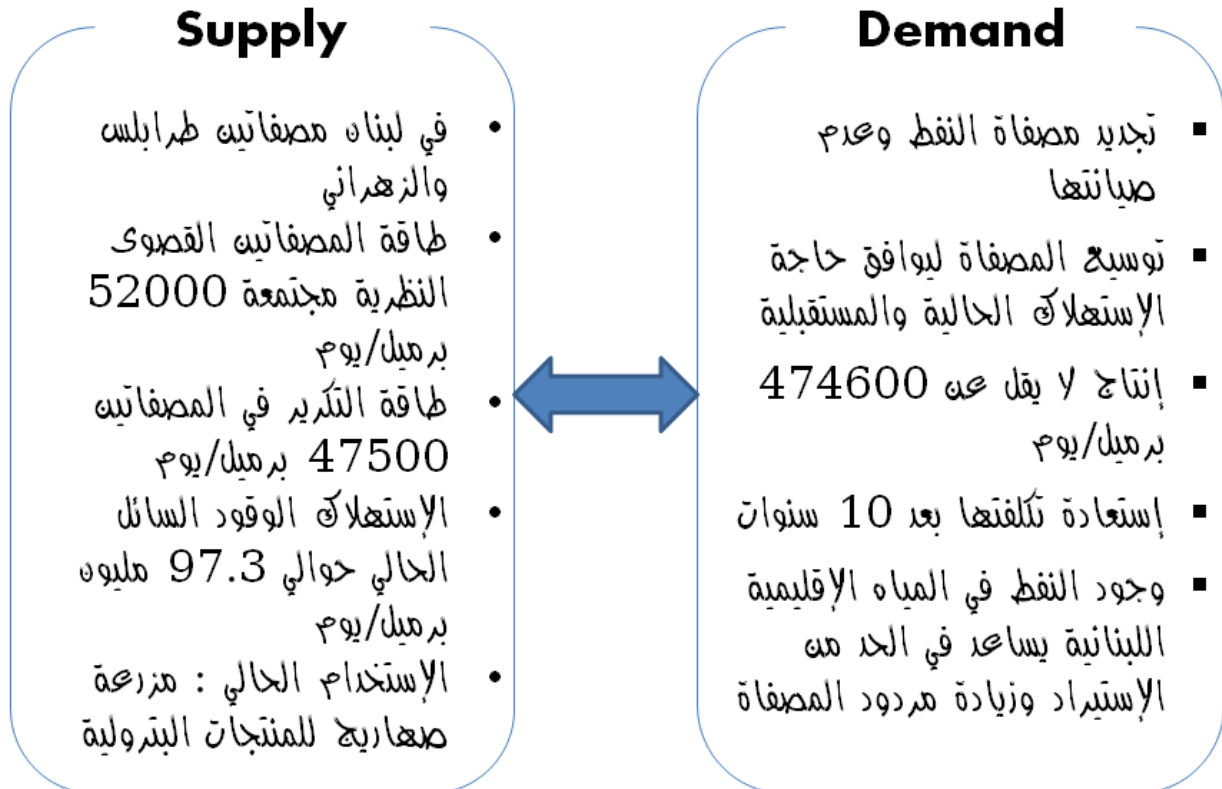 Supply
في لبنان مصفاتين طرابلس
والزهراني
طاقة المصفاتين القصوى
النظرية مجتمعة 52000
برميل/يوم
طاقة التكرير في المصفاتين
47500 برميل/يوم
الإستهلاك الوقود السائل
الحالي حوالي 97.3 مليون
برميل/يوم
الإستخدام الحالي : مزرعة
صهاريج للمنتجات البترولية
Demand
تجديد مصفاة النفط وعدم
صيانتها
توسيع المصفاة ليوافق حاجة
الإستهلاك الحالية والمستقبلية
إنتاج لا يقل عن 474600
برميل/يوم
إستعادة تكلفتها بعد 10 سنوات
وجود النفط في المياه الإقليمية
اللبنانية يساعد في الحد من
الإستيراد وزيادة مردود المصفاة